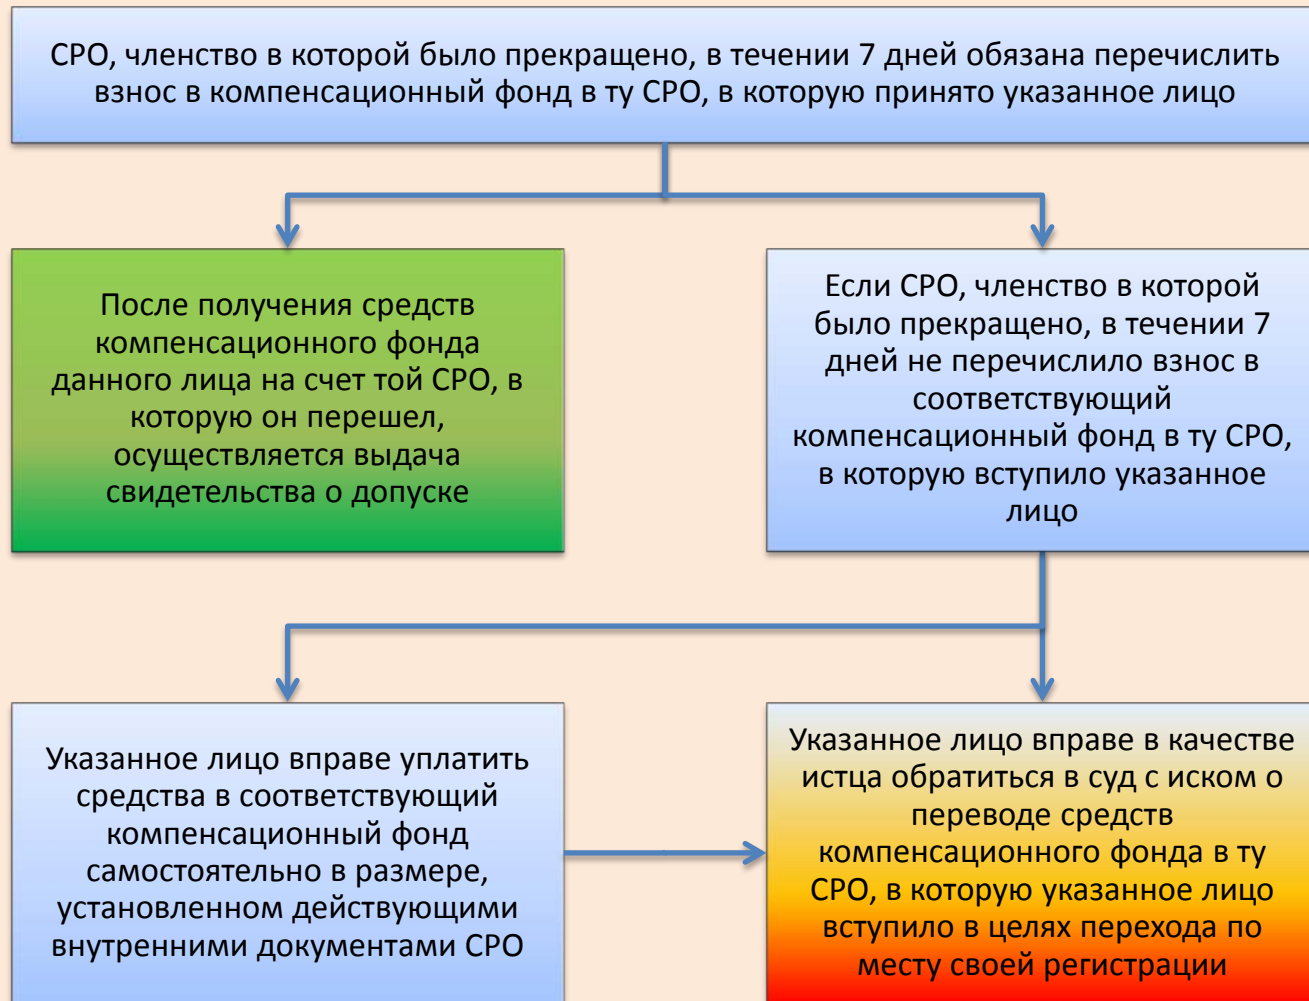 СРО, членство в которой было прекращено, в течении 7 дней обязана перечислить
взнос в компенсационный фонд в ту СРО, в которую принято указанное лицо
После получения средств
компенсационного фонда
данного лица на счет той СРО, в
которую он перешел,
осуществляется выдача
свидетельства о допуске
Если СРО, членство в которой
было прекращено, в течении 7
дней не перечислило взнос в
соответствующий
компенсационный фонд в ту СРО,
в которую вступило указанное
лицо
Указанное лицо вправе уплатить
средства в соответствующий
компенсационный фонд
самостоятельно в размере,
установленном действующими
внутренними документами СРО
Указанное лицо вправе в качестве
истца обратиться в суд с иском о
переводе средств
компенсационного фонда в ту
СРО, в которую указанное лицо
вступило в целях перехода по
месту своей регистрации